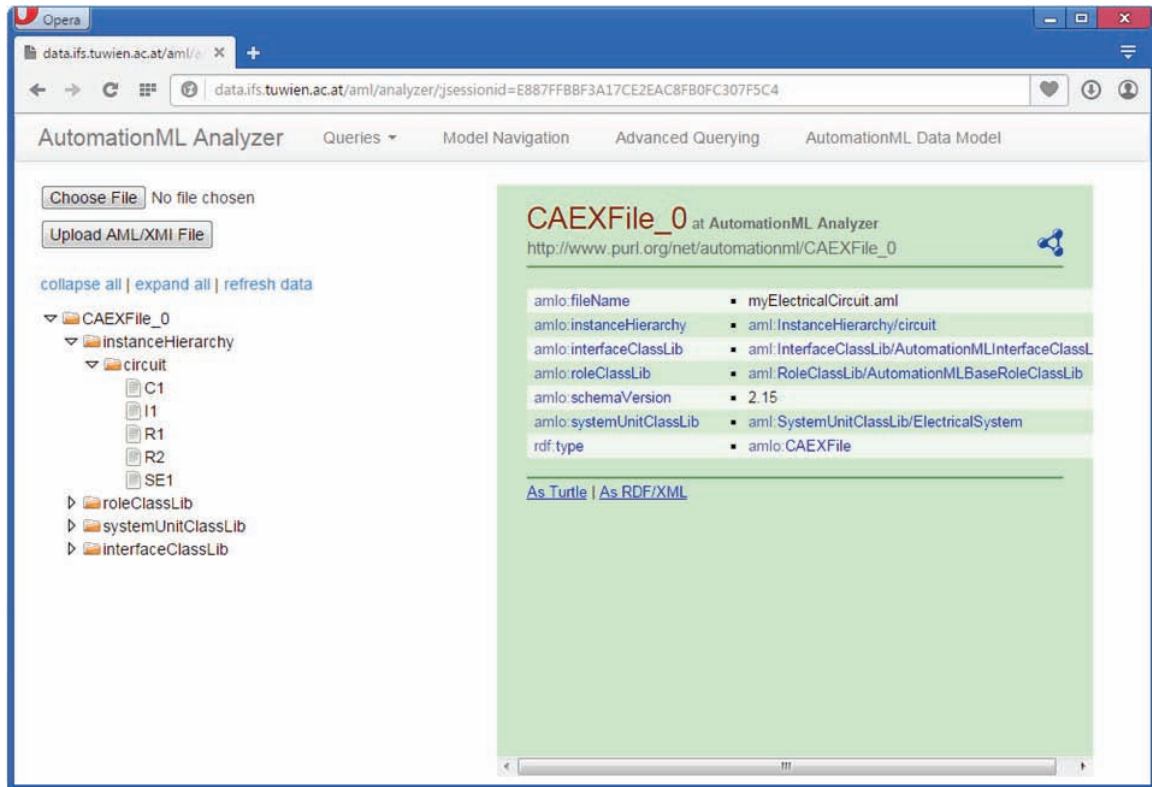 Opera
data.ifs.tuwien.ac.at/aml/a
data.ifs.tuwien.ac.at/aml/analyzer/;jsessionid=E887FFBBF3A17CE2EAC8FB0FC307F5C4
AutomationML Analyzer Queries Model Navigation Advanced Querying AutomationML Data Model
Choose File No file chosen
Upload AML/XMI File
collapse all | expand all | refresh data
CAEXFile_0
instanceHierarchy
circuit
C1
I1
R1
R2
SE1
roleClassLib
systemUnitClassLib
interfaceClassLib
CAEXFile_0 at AutomationML Analyzer
http://www.purl.org/net/automationml/CAEXFile_0
amlo:fileName ▪ myElectricalCircuit.aml
amlo:instanceHierarchy ▪ aml:InstanceHierarchy/circuit
amlo:interfaceClassLib ▪ aml:InterfaceClassLib/AutomationMLInterfaceClassL
amlo:roleClassLib ▪ aml:RoleClassLib/AutomationMLBaseRoleClassLib
amlo:schemaVersion ▪ 2.15
amlo:systemUnitClassLib ▪ aml:SystemUnitClassLib/ElectricalSystem
rdf:type ▪ amlo:CAEXFile
As Turtle | As RDF/XML